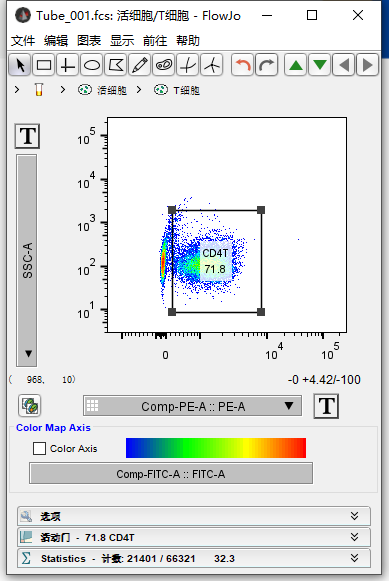 Tube_001.fcs: 活细胞/T细胞 - FlowJo
文件 编辑 图表 显示 前往 帮助
> > 活细胞 > T细胞
T
SSC-A
10^5
10^4
10^3
10^2
10^1
CD4T
71.8
0 10^4 10^5
( 968, 10) -0 +4.42/-100
Comp-PE-A :: PE-A
T
Color Map Axis
Color Axis
Comp-FITC-A :: FITC-A
选项
活动门 - 71.8 CD4T
Statistics - 计数: 21401 / 66321 32.3